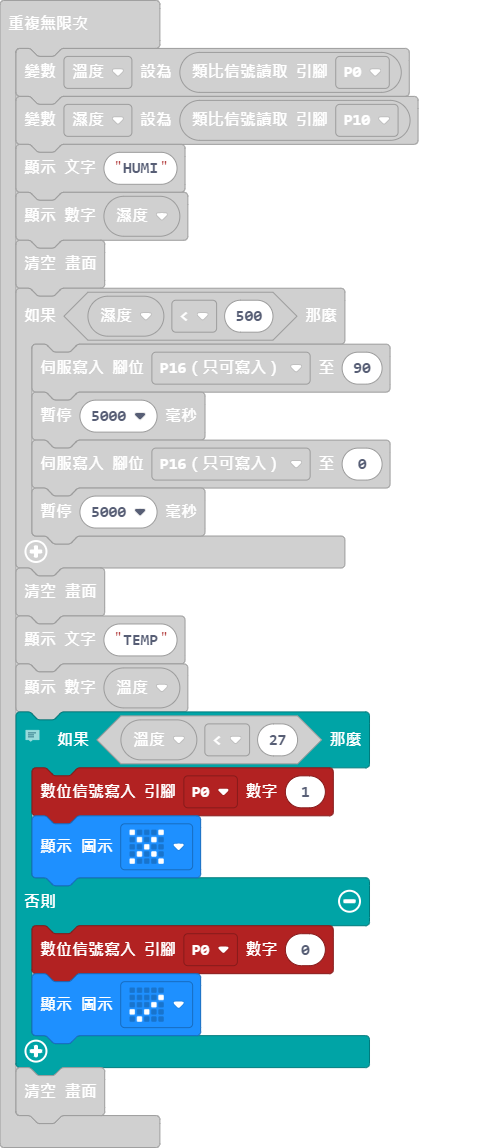 重複無限次
變數 溫度 設為 類比信號讀取 引腳 P0
變數 濕度 設為 類比信號讀取 引腳 P10
顯示 文字 "HUMI"
顯示 數字 濕度
清空 畫面
如果 濕度 < 500 那麼
伺服寫入 腳位 P16（只可寫入） 至 90
暫停 5000 毫秒
伺服寫入 腳位 P16（只可寫入） 至 0
暫停 5000 毫秒
清空 畫面
顯示 文字 "TEMP"
顯示 數字 溫度
如果 溫度 < 27 那麼
數位信號寫入 引腳 P0 數字 1
顯示 圖示
否則
數位信號寫入 引腳 P0 數字 0
顯示 圖示
清空 畫面